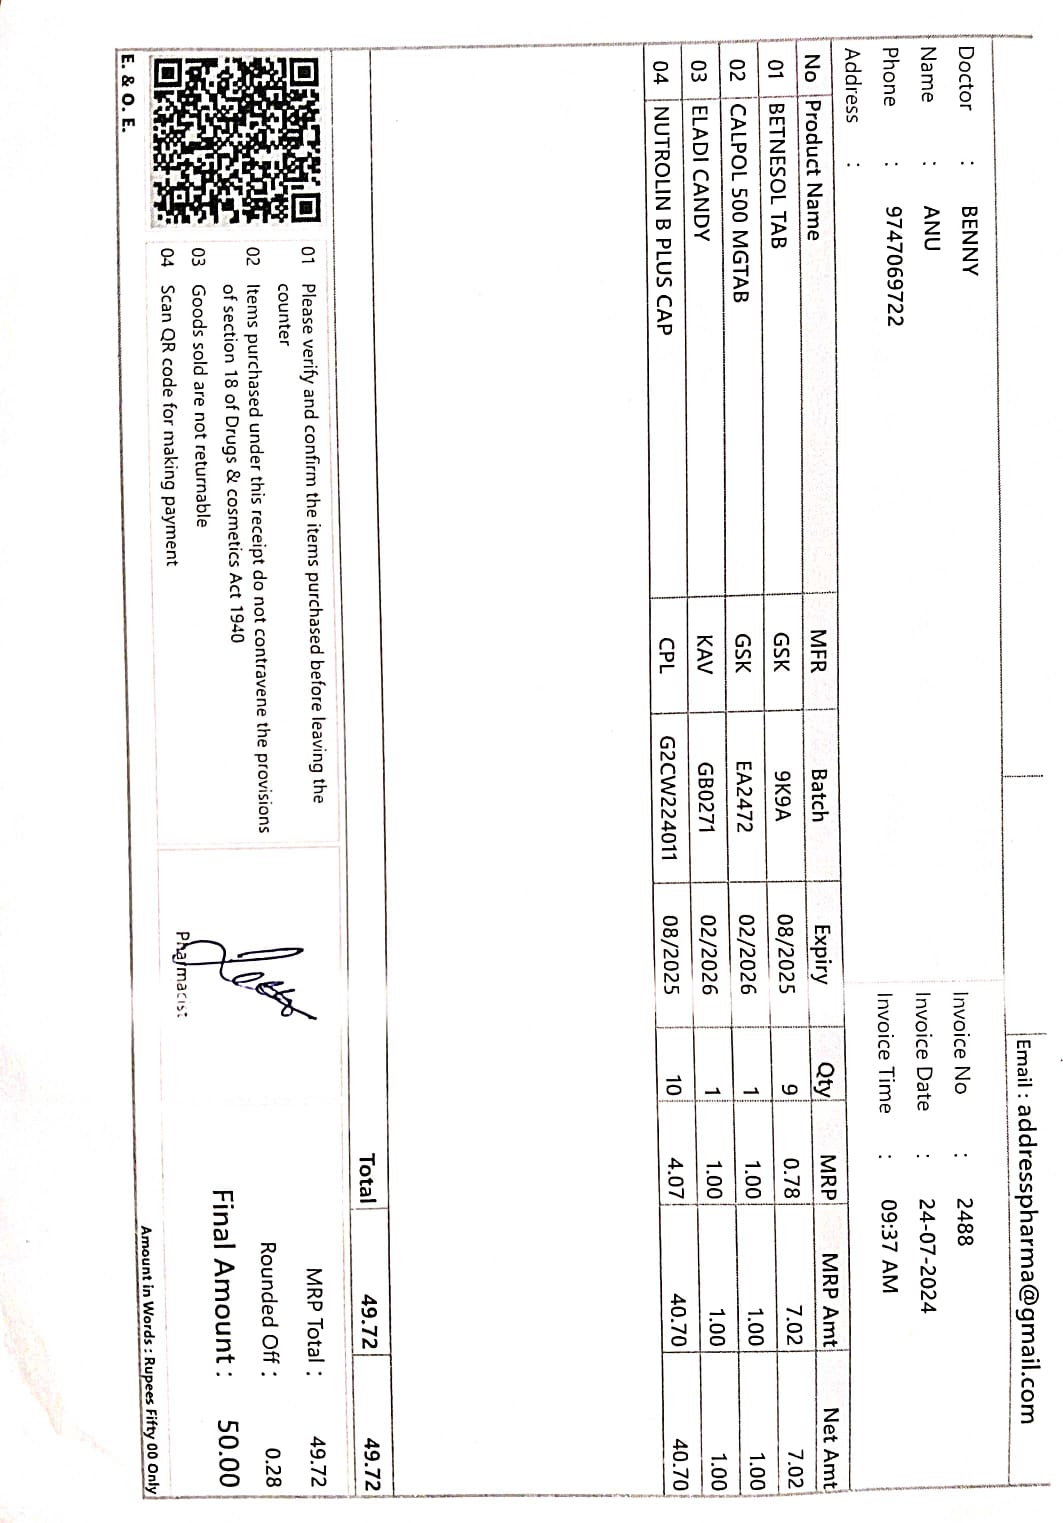 Email : addresspharma@gmail.com
Doctor : BENNY
Name : ANU
Phone : 9747069722
Address :
Invoice No : 2488
Invoice Date : 24-07-2024
Invoice Time : 09:37 AM
No Product Name MFR Batch Expiry Qty MRP MRP Amt Net Amt
01 BETNESOL TAB GSK 9K9A 08/2025 9 0.78 7.02 7.02
02 CALPOL 500 MGTAB GSK EA2472 02/2026 1 1.00 1.00 1.00
03 ELADI CANDY KAV GB0271 02/2026 1 1.00 1.00 1.00
04 NUTROLIN B PLUS CAP CPL G2CW224011 08/2025 10 4.07 40.70 40.70
Total 49.72 49.72
01 Please verify and confirm the items purchased before leaving the
counter
02 Items purchased under this receipt do not contravene the provisions
of section 18 of Drugs & cosmetics Act 1940
03 Goods sold are not returnable
04 Scan QR code for making payment
E. & O. E.
Pharmacist
MRP Total : 49.72
Rounded Off : 0.28
Final Amount : 50.00
Amount in Words : Rupees Fifty 00 Only